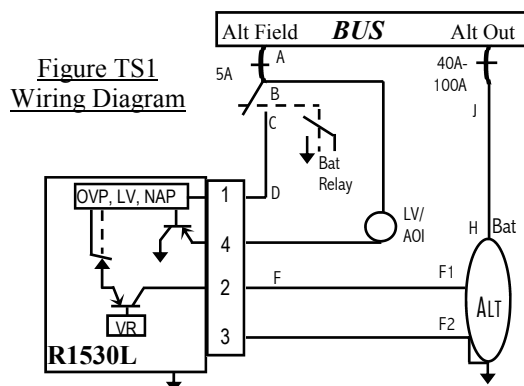 Figure TS1
Wiring Diagram
Alt Field BUS Alt Out
5A
A
40A-
100A
B
C
J
Bat
Relay
OVP, LV, NAP
1
D
LV/
AOI
H Bat
4
2
F
F1
ALT
VR
3
F2
R1530L